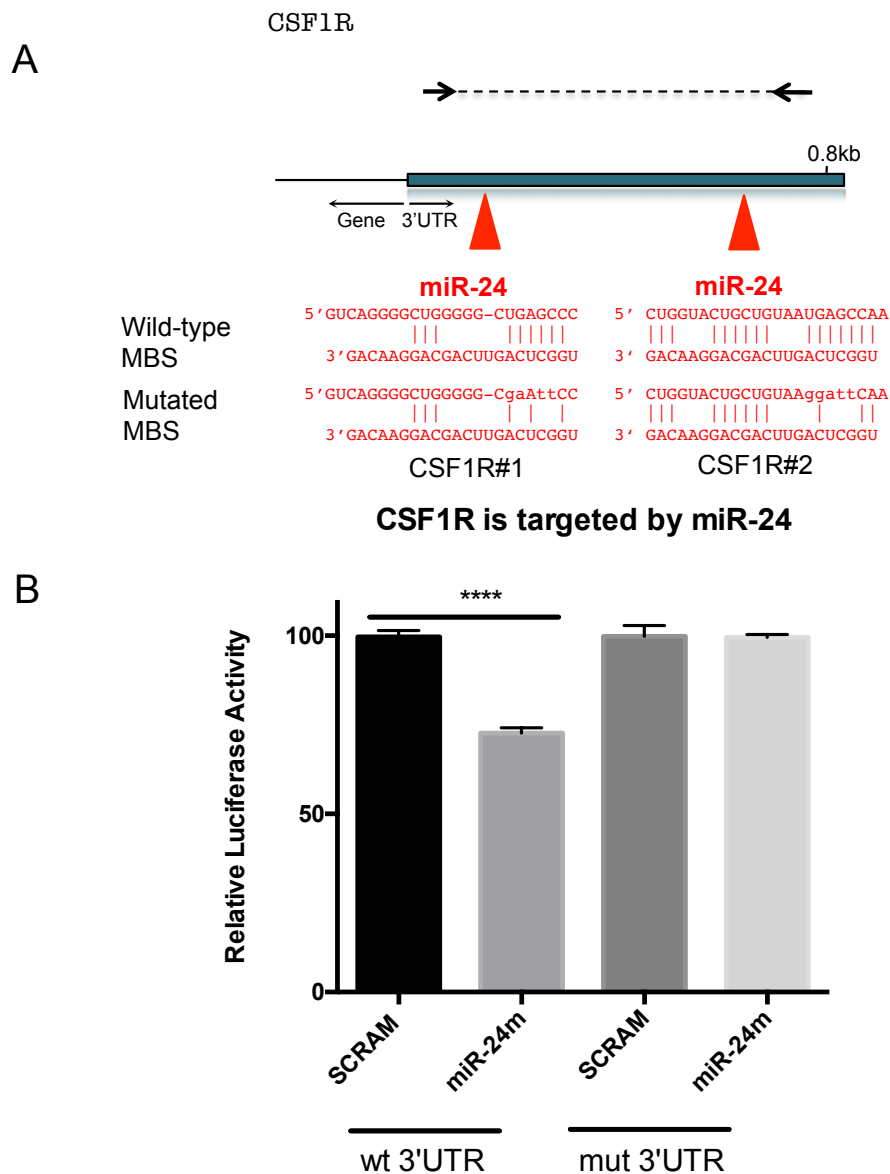 CSF1R
A
0.8kb
Gene 3'UTR
miR-24 miR-24
Wild-type MBS
5'GUCAGGGGCUGGGGG-CUGAGCCC 5' CUGGUACUGCUGUAAUGAGCCAA
3'GACAAGGACGACUUGACUCGGU 3' GACAAGGACGACUUGACUCGGU
Mutated MBS
5'GUCAGGGGCUGGGGG-CgaAttCC 5' CUGGUACUGCUGUAAggattCAA
3'GACAAGGACGACUUGACUCGGU 3' GACAAGGACGACUUGACUCGGU
CSF1R#1 CSF1R#2
CSF1R is targeted by miR-24
B
****
Relative Luciferase Activity
100
50
0
SCRAM miR-24m SCRAM miR-24m
wt 3'UTR mut 3'UTR